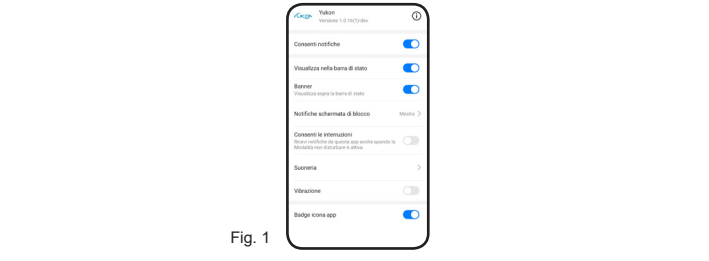 Yukon
Yukon
Versione 1.0.16(1)-dev
Consenti notifiche
Visualizza nella barra di stato
Banner
Visualizza sopra la barra di stato
Notifiche schermata di blocco Mostra >
Consenti le interruzioni
Ricevi notifiche da questa app anche quando la
Modalità non disturbare è attiva.
Suoneria >
Vibrazione
Badge icona app
Fig. 1